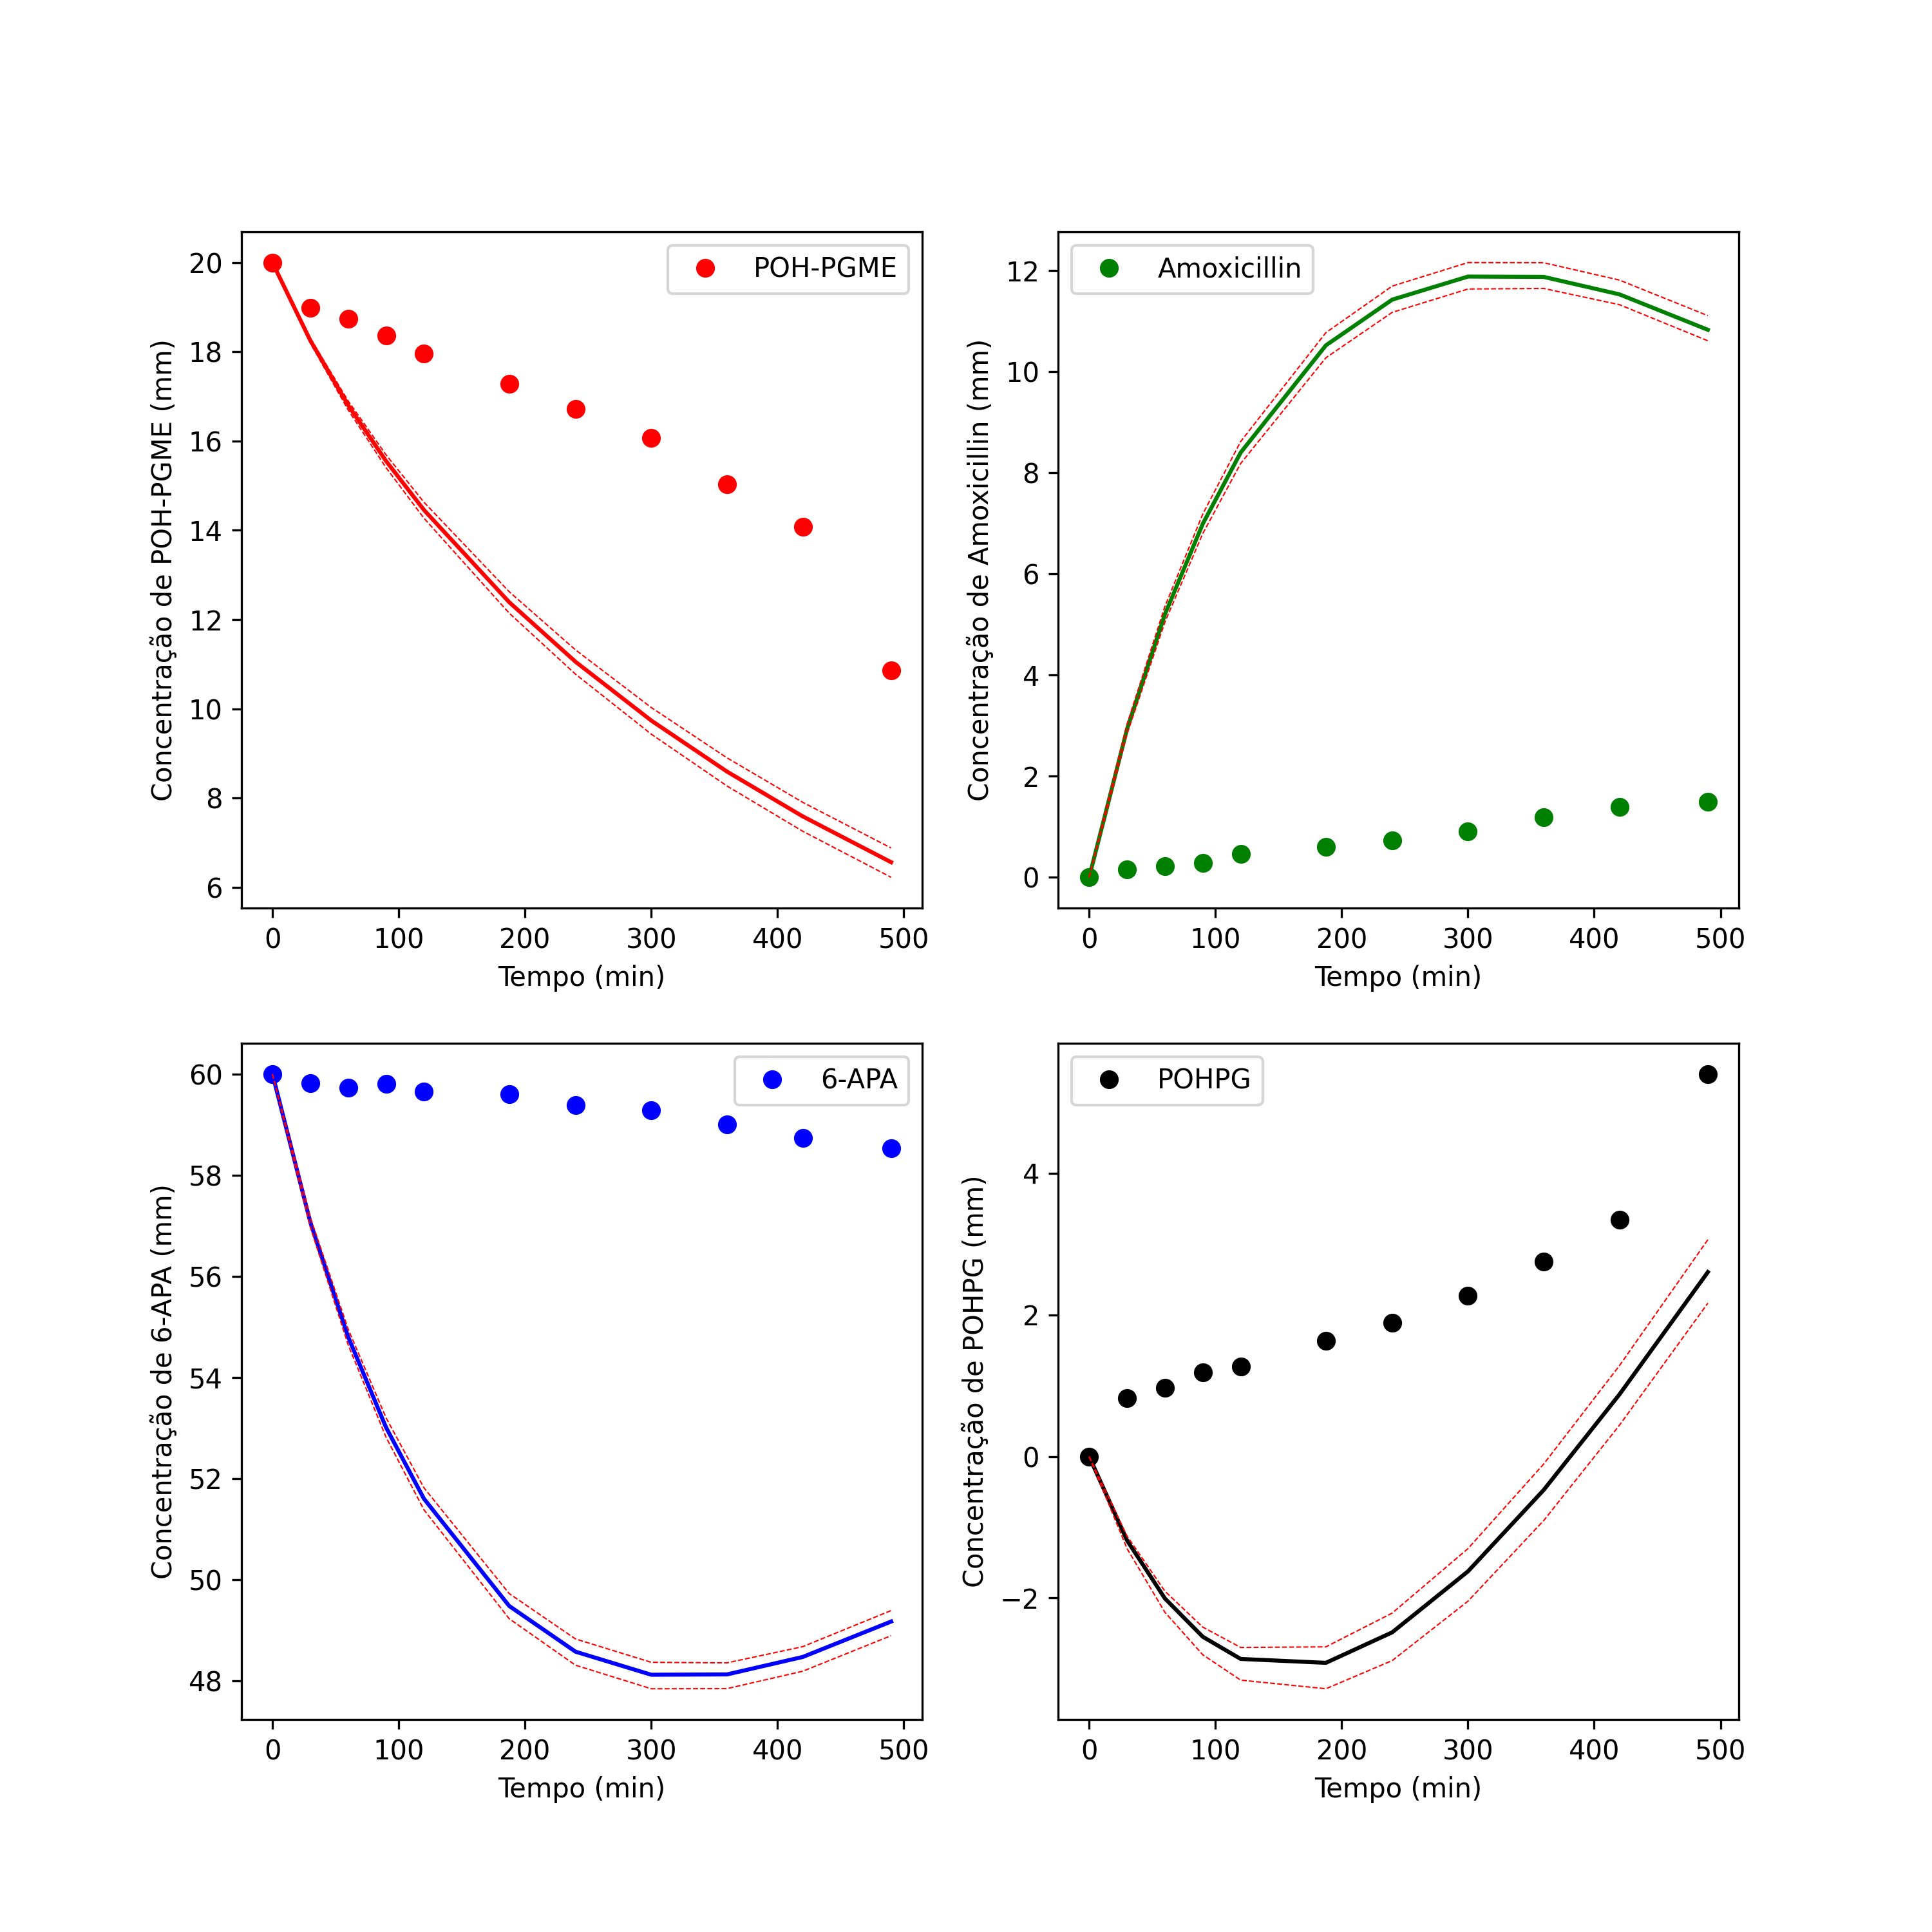 POH-PGME
Concentração de POH-PGME (mm)
20
18
16
14
12
10
8
6
0 100 200 300 400 500
Tempo (min)
Amoxicillin
Concentração de Amoxicillin (mm)
12
10
8
6
4
2
0
0 100 200 300 400 500
Tempo (min)
6-APA
Concentração de 6-APA (mm)
60
58
56
54
52
50
48
0 100 200 300 400 500
Tempo (min)
POHPG
Concentração de POHPG (mm)
4
2
0
−2
0 100 200 300 400 500
Tempo (min)